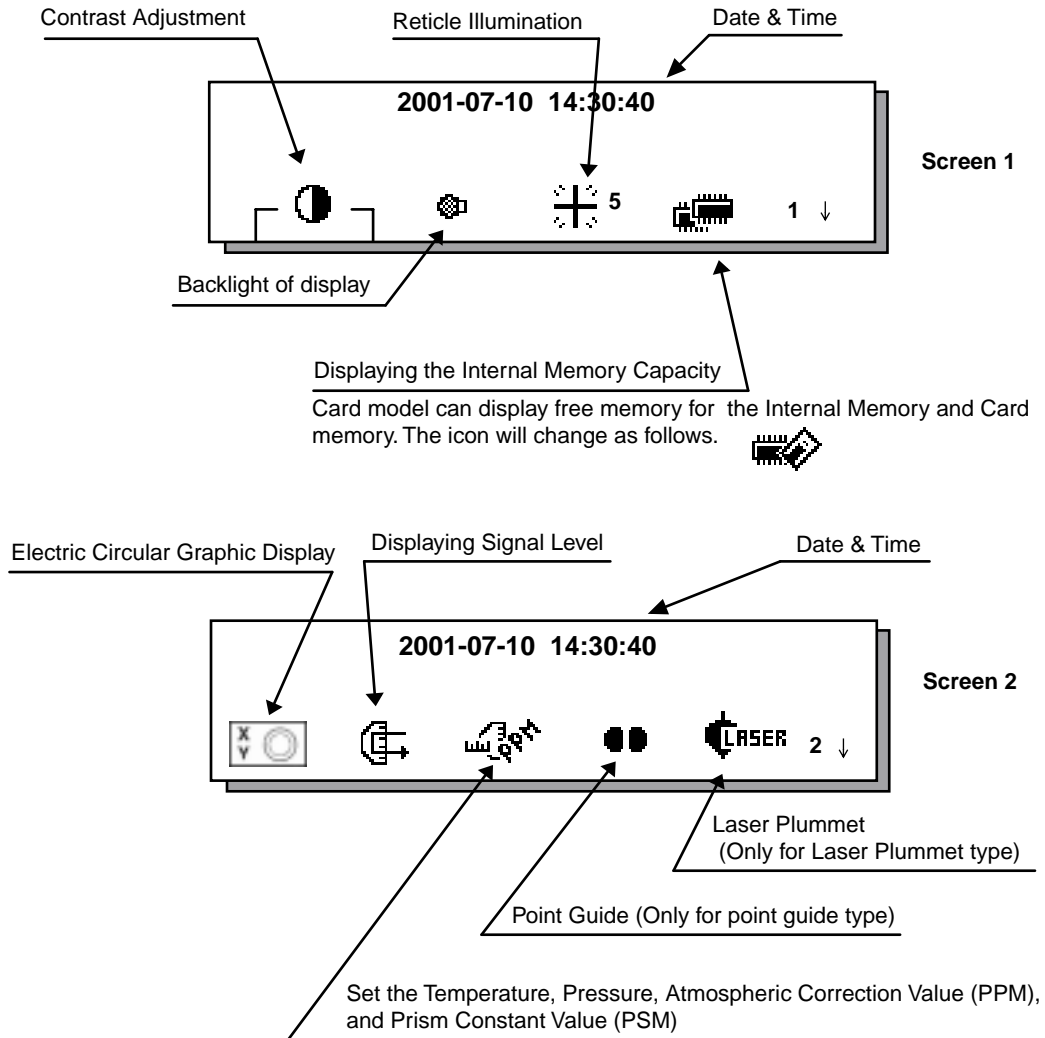 Contrast Adjustment
Reticle Illumination
Date & Time
2001-07-10 14:30:40
Screen 1
5
1 ↓
Backlight of display
Displaying the Internal Memory Capacity
Card model can display free memory for the Internal Memory and Card
memory. The icon will change as follows.
Electric Circular Graphic Display
Displaying Signal Level
Date & Time
2001-07-10 14:30:40
Screen 2
X
Y
PPM
LASER
2 ↓
Laser Plummet
(Only for Laser Plummet type)
Point Guide (Only for point guide type)
Set the Temperature, Pressure, Atmospheric Correction Value (PPM),
and Prism Constant Value (PSM)